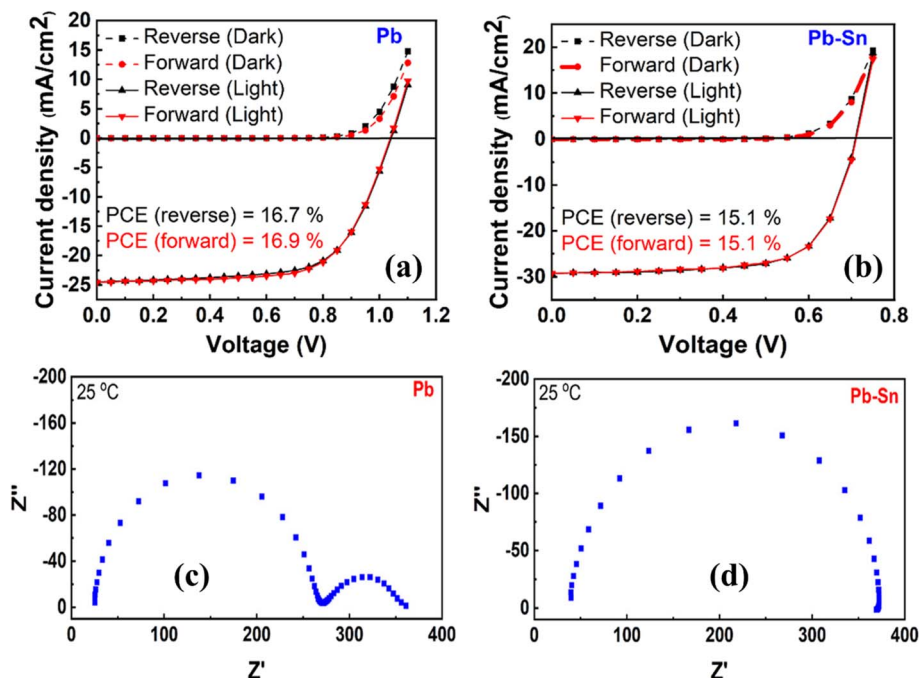 Pb
Reverse (Dark)
Forward (Dark)
Reverse (Light)
Forward (Light)
PCE (reverse) = 16.7 %
PCE (forward) = 16.9 %
(a)
20
15
10
5
0
-5
-10
-15
-20
-25
Current density (mA/cm2)
0.0 0.2 0.4 0.6 0.8 1.0 1.2
Voltage (V)
Pb-Sn
Reverse (Dark)
Forward (Dark)
Reverse (Light)
Forward (Light)
PCE (reverse) = 15.1 %
PCE (forward) = 15.1 %
(b)
20
10
0
-10
-20
-30
Current density (mA/cm2)
0.0 0.2 0.4 0.6 0.8
Voltage (V)
25 oC
Pb
(c)
-200
-160
-120
-80
-40
0
Z''
0 100 200 300 400
Z'
25 oC
Pb-Sn
(d)
-200
-150
-100
-50
0
Z''
0 100 200 300 400
Z'